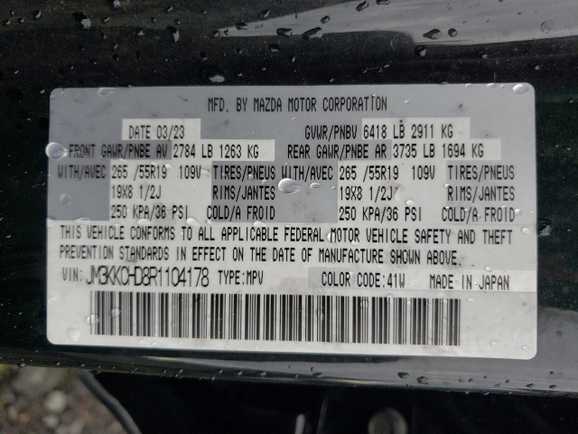 MFD. BY MAZDA MOTOR CORPORATION
DATE 03/23 GVWR/PNBV 6418 LB 2911 KG
FRONT GAWR/PNBE AV 2784 LB 1263 KG REAR GAWR/PNBE AR 3735 LB 1694 KG
WITH/AVEC 265 /55R19 109V TIRES/PNEUS WITH/AVEC 265 /55R19 109V TIRES/PNEUS
19X8 1/2J RIMS/JANTES 19X8 1/2J RIMS/JANTES
250 KPA/36 PSI COLD/A FROID 250 KPA/36 PSI COLD/A FROID
THIS VEHICLE CONFORMS TO ALL APPLICABLE FEDERAL MOTOR VEHICLE SAFETY AND THEFT
PREVENTION STANDARDS IN EFFECT ON THE DATE OF MANUFACTURE SHOWN ABOVE.
VIN: JM3KKCHD8R1104178 TYPE:MPV COLOR CODE:41W MADE IN JAPAN